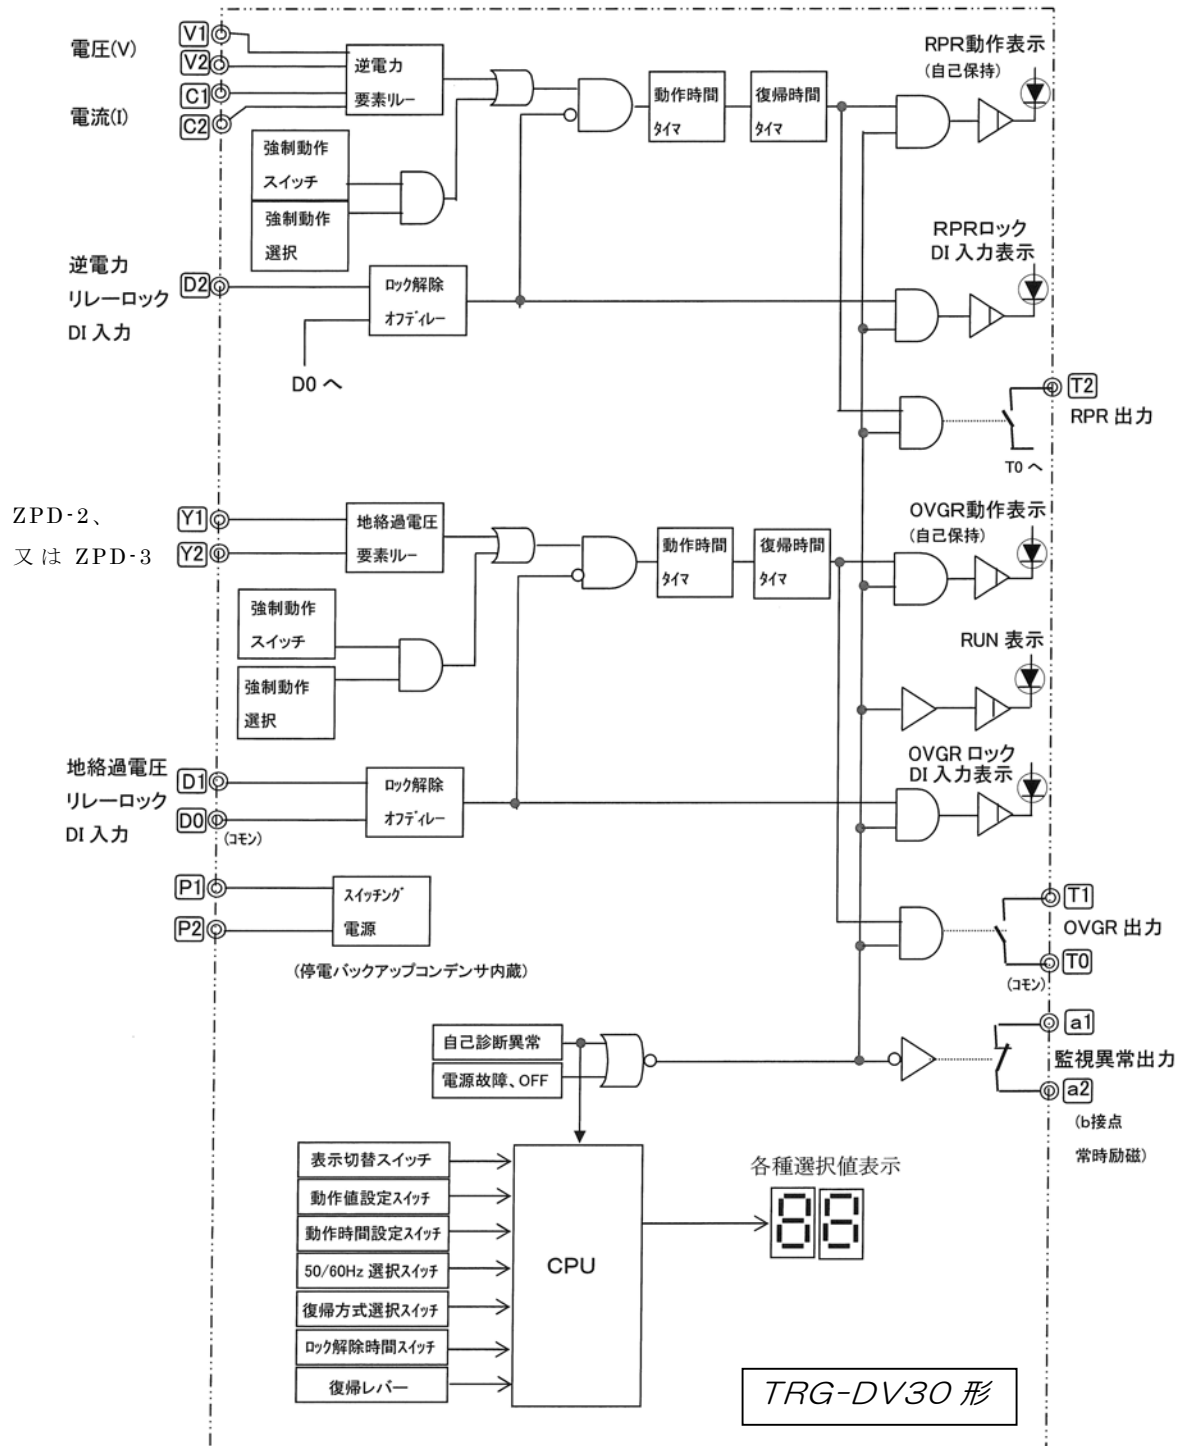 電圧(V)
V1
V2
電流(I)
C1
C2
逆電力
要素リレー
強制動作
スイッチ
強制動作
選択
動作時間
タイマ
復帰時間
タイマ
RPR動作表示
(自己保持)
逆電力
リレーロック
DI 入力
D2
ロック解除
オフディレー
D0 へ
RPRロック
DI 入力表示
T2
RPR 出力
T0 へ
ZPD-2、
又は ZPD-3
Y1
Y2
地絡過電圧
要素リレー
強制動作
スイッチ
強制動作
選択
動作時間
タイマ
復帰時間
タイマ
OVGR動作表示
(自己保持)
RUN 表示
地絡過電圧
リレーロック
DI 入力
D1
D0
(コモン)
ロック解除
オフディレー
OVGR ロック
DI 入力表示
P1
P2
スイッチング
電源
(停電バックアップコンデンサ内蔵)
T1
OVGR 出力
T0
(コモン)
自己診断異常
電源故障、OFF
a1
監視異常出力
a2
(b接点
常時励磁)
表示切替スイッチ
動作値設定スイッチ
動作時間設定スイッチ
50/60Hz 選択スイッチ
復帰方式選択スイッチ
ロック解除時間スイッチ
復帰レバー
CPU
各種選択値表示
88
TRG-DV30 形